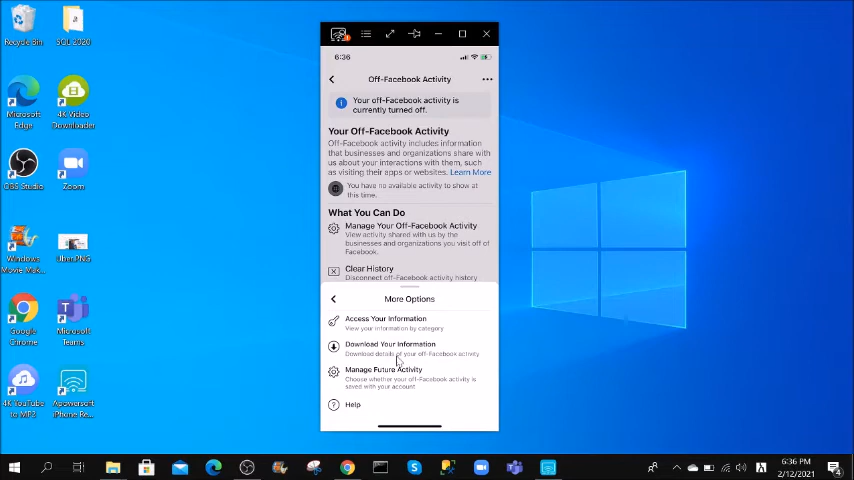 Recycle Bin
SQL 2020
Microsoft
Edge
4K Video
Downloader
OBS Studio
Zoom
Windows
Movie Mak...
Uber.PNG
Google
Chrome
Microsoft
Teams
4K YouTube
to MP3
Apowersoft
iPhone Re...
6:36
Off-Facebook Activity
Your off-Facebook activity is
currently turned off.
Your Off-Facebook Activity
Off-Facebook activity includes information
that businesses and organizations share with
us about your interactions with them, such
as visiting their apps or websites. Learn More
You have no available activity to show at
this time.
What You Can Do
Manage Your Off-Facebook Activity
View activity shared with us by the
businesses and organizations you visit off of
Facebook.
Clear History
Disconnect off-Facebook activity history
More Options
Access Your Information
View your information by category
Download Your Information
Download details of your off-Facebook activity
Manage Future Activity
Choose whether your off-Facebook activity is
saved with your account
Help
6:36 PM
2/12/2021